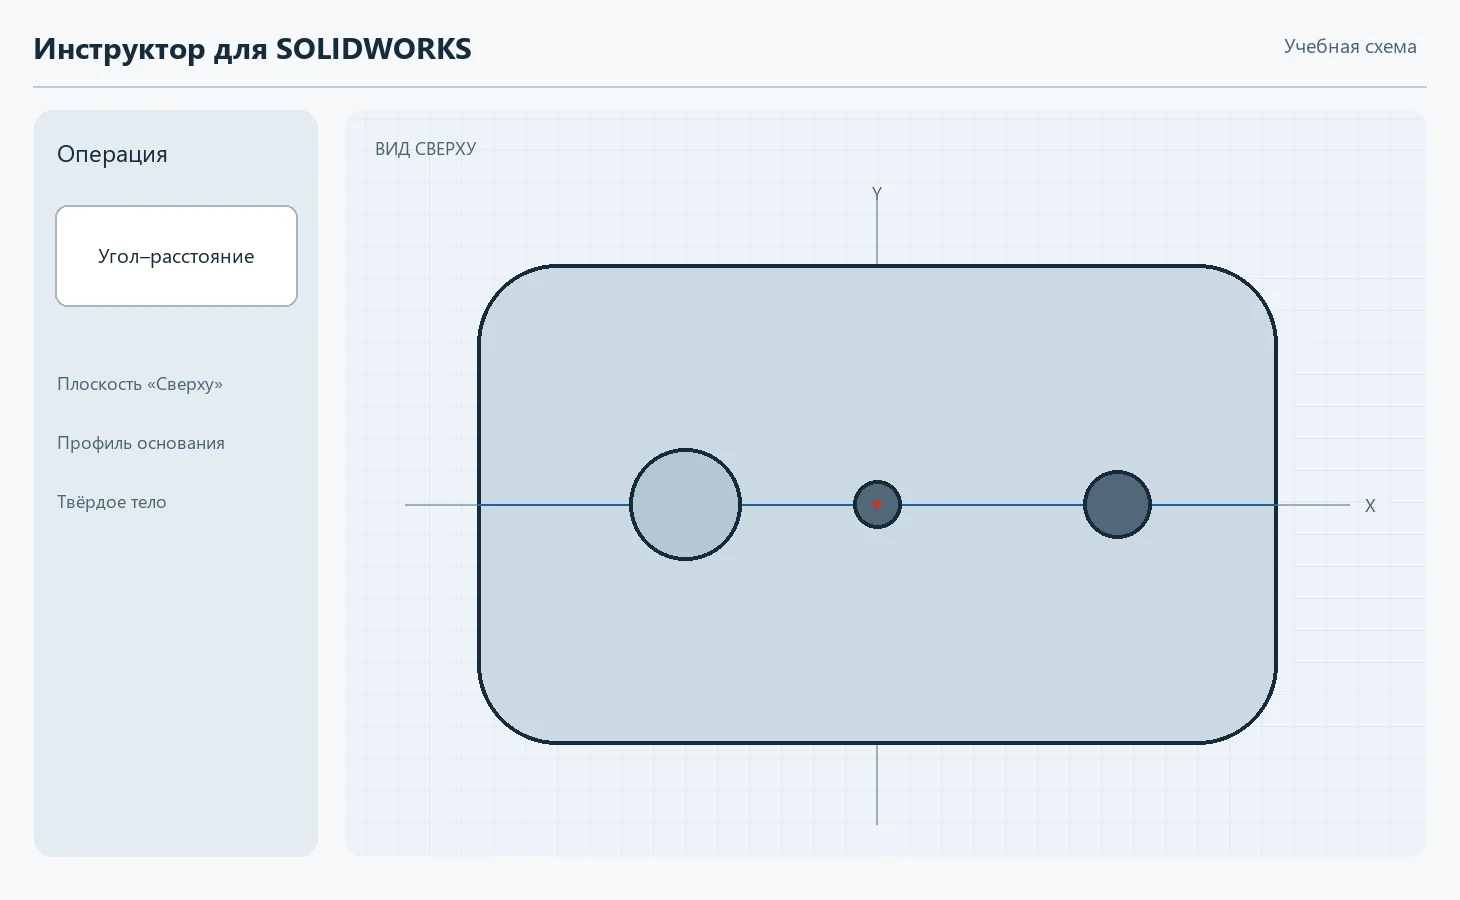 Инструктор для SOLIDWORKS
Учебная схема
Операция
Угол–расстояние
Плоскость «Сверху»
Профиль основания
Твёрдое тело
ВИД СВЕРХУ
Y
X